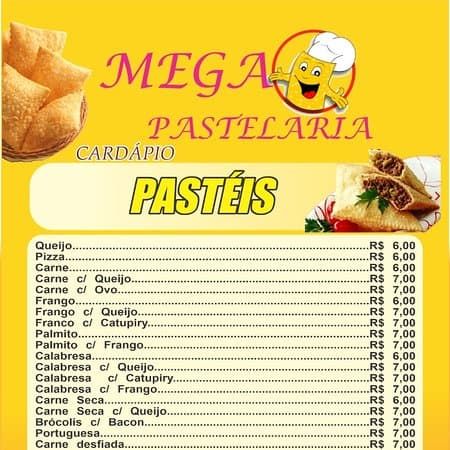 MEGA
PASTELARIA
CARDÁPIO
PASTÉIS
Queijo R$ 6,00
Pizza R$ 6,00
Carne R$ 6,00
Carne c/ Queijo R$ 7,00
Carne c/ Ovo R$ 7,00
Frango R$ 6,00
Frango c/ Queijo R$ 7,00
Franco c/ Catupiry R$ 7,00
Palmito R$ 7,00
Palmito c/ Frango R$ 7,00
Calabresa R$ 6,00
Calabresa c/ Queijo R$ 7,00
Calabresa c/ Catupiry R$ 7,00
Calabresa c/ Frango R$ 7,00
Carne Seca R$ 6,00
Carne Seca c/ Queijo R$ 7,00
Brócolis c/ Bacon R$ 7,00
Portuguesa R$ 7,00
Carne desfiada R$ 7,00